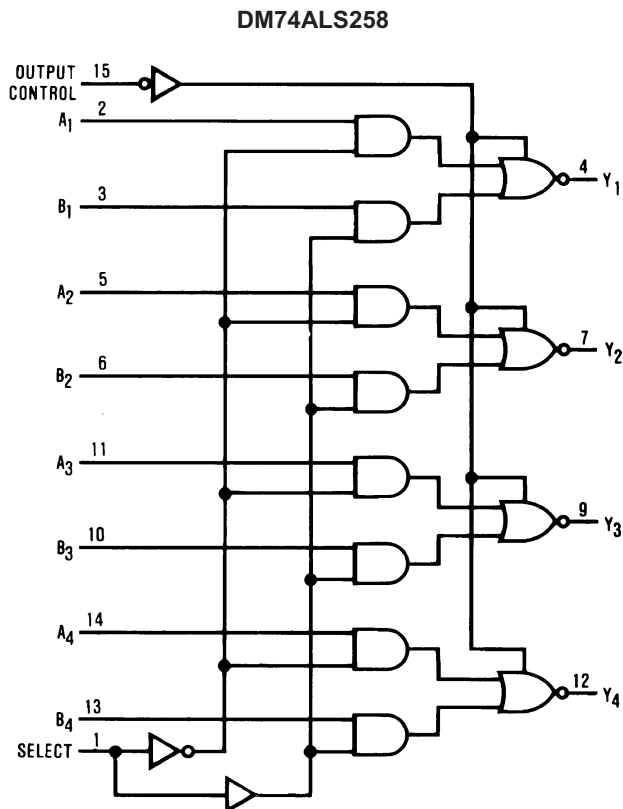 DM74ALS258
OUTPUT CONTROL 15
A1 2
4 Y1
B1 3
A2 5
7 Y2
B2 6
A3 11
9 Y3
B3 10
A4 14
12 Y4
B4 13
SELECT 1